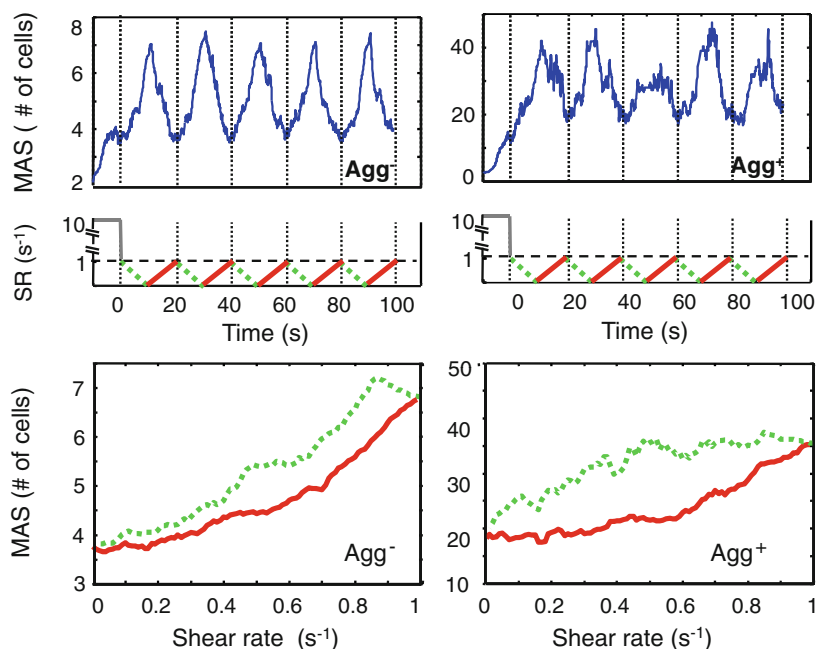 MAS ( # of cells)
8
6
4
2
Agg-
40
20
0
Agg+
SR (s-1)
10
1
0 20 40 60 80 100
Time (s)
10
1
0 20 40 60 80 100
Time (s)
MAS (# of cells)
7
6
5
4
3
Agg-
0 0.2 0.4 0.6 0.8 1
Shear rate (s-1)
50
40
30
20
10
Agg+
0 0.2 0.4 0.6 0.8 1
Shear rate (s-1)